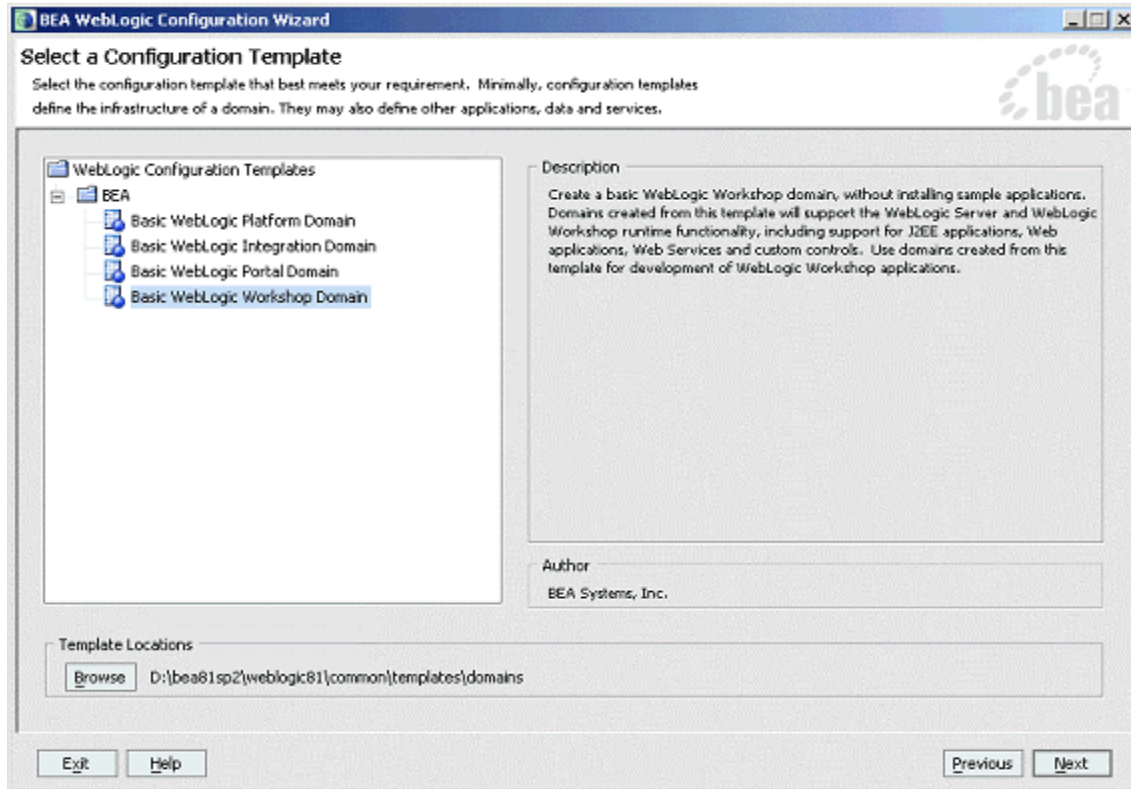 BEA WebLogic Configuration Wizard
Select a Configuration Template
Select the configuration template that best meets your requirement. Minimally, configuration templates
define the infrastructure of a domain. They may also define other applications, data and services.
bea
WebLogic Configuration Templates
BEA
Basic WebLogic Platform Domain
Basic WebLogic Integration Domain
Basic WebLogic Portal Domain
Basic WebLogic Workshop Domain
Description
Create a basic WebLogic Workshop domain, without installing sample applications.
Domains created from this template will support the WebLogic Server and WebLogic
Workshop runtime functionality, including support for J2EE applications, Web
applications, Web Services and custom controls. Use domains created from this
template for development of WebLogic Workshop applications.
Author
BEA Systems, Inc.
Template Locations
Browse D:\bea81sp2\weblogic81\common\templates\domains
Exit Help Previous Next